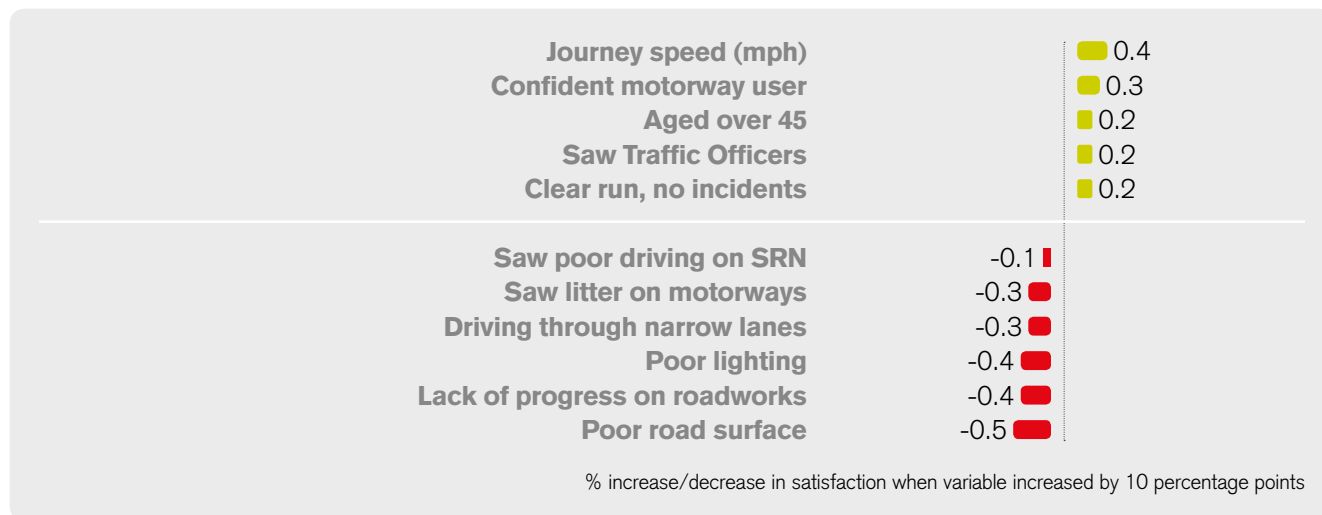 Journey speed (mph) 0.4
Confident motorway user 0.3
Aged over 45 0.2
Saw Traffic Officers 0.2
Clear run, no incidents 0.2
Saw poor driving on SRN -0.1
Saw litter on motorways -0.3
Driving through narrow lanes -0.3
Poor lighting -0.4
Lack of progress on roadworks -0.4
Poor road surface -0.5
% increase/decrease in satisfaction when variable increased by 10 percentage points